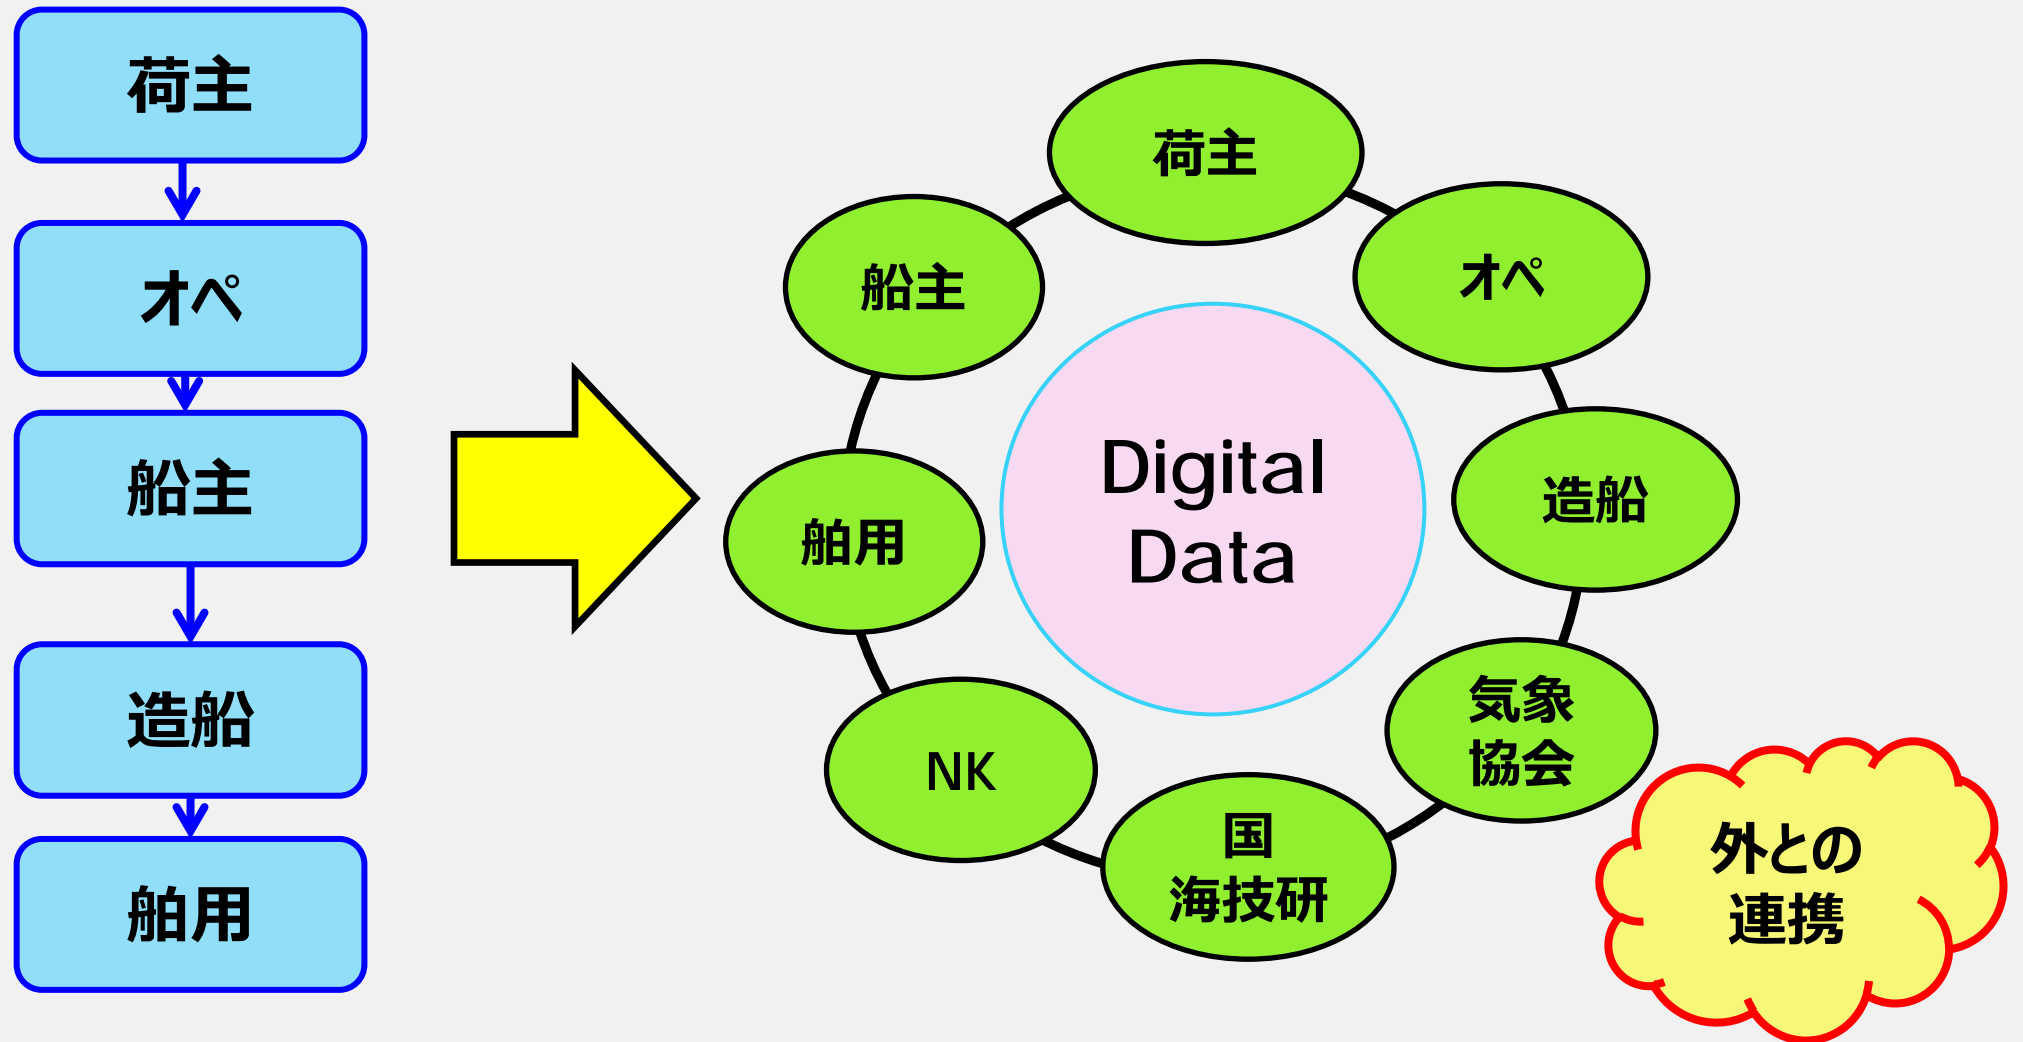 荷主
オペ
船主
造船
舶用
荷主
オペ
造船
気象
協会
国
海技研
NK
舶用
船主
Digital
Data
外との
連携